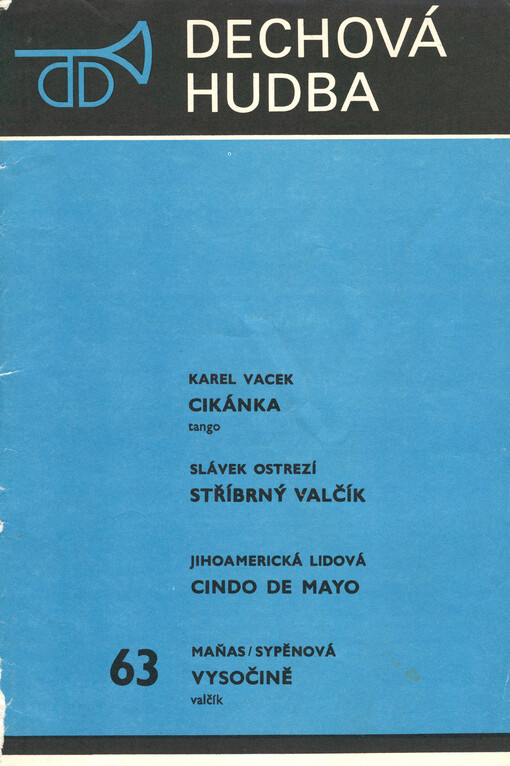 DECHOVÁ
HUDBA
KAREL VACEK
CIKÁNKA
tango
SLÁVEK OSTREZÍ
STŘÍBRNÝ VALČÍK
JIHOAMERICKÁ LIDOVÁ
CINDO DE MAYO
63
MAŇAS/SYPĚNOVÁ
VYSOČINĚ
valčík